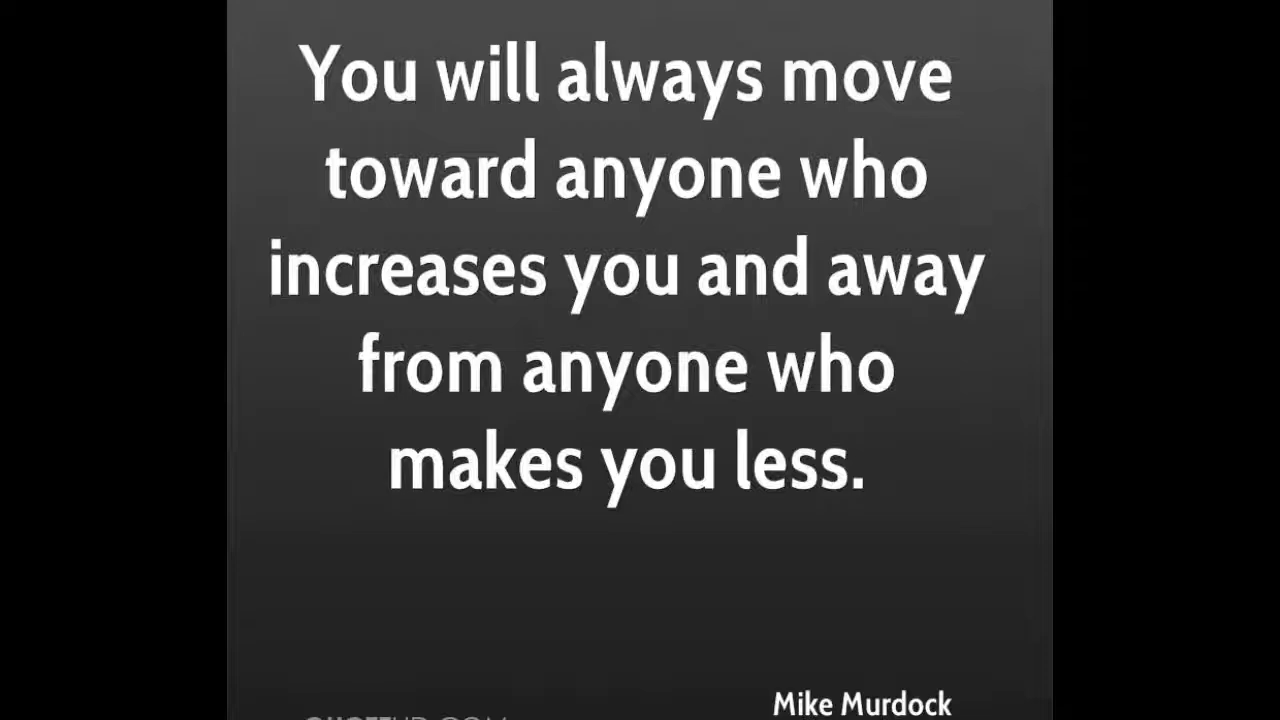 You will always move
toward anyone who
increases you and away
from anyone who
makes you less.
Mike Murdock